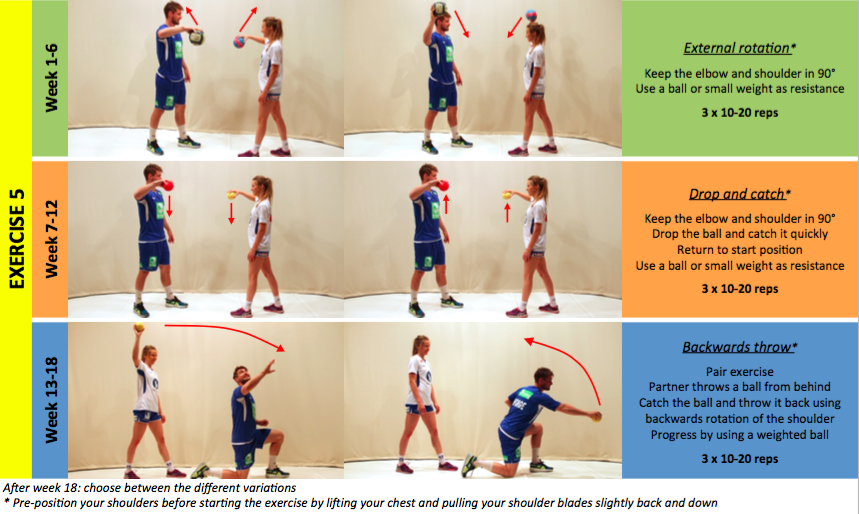 EXERCISE 5
Week 1-6
External rotation*
Keep the elbow and shoulder in 90°
Use a ball or small weight as resistance
3 x 10-20 reps
Week 7-12
Drop and catch*
Keep the elbow and shoulder in 90°
Drop the ball and catch it quickly
Return to start position
Use a ball or small weight as resistance
3 x 10-20 reps
Week 13-18
Backwards throw*
Pair exercise
Partner throws a ball from behind
Catch the ball and throw it back using
backwards rotation of the shoulder
Progress by using a weighted ball
3 x 10-20 reps
After week 18: choose between the different variations
* Pre-position your shoulders before starting the exercise by lifting your chest and pulling your shoulder blades slightly back and down